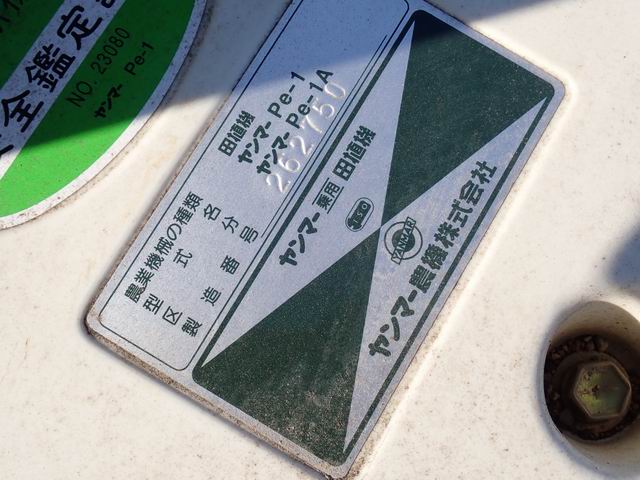 全鑑定
NO. 23080
ヤンマー Pe-1
農業機械の種類 田植機
型式名 ヤンマー Pe-1
区分 ヤンマー Pe-1A
製造番号 262750
ヤンマー乗用田植機
YANMAR
ヤンマー農機株式会社